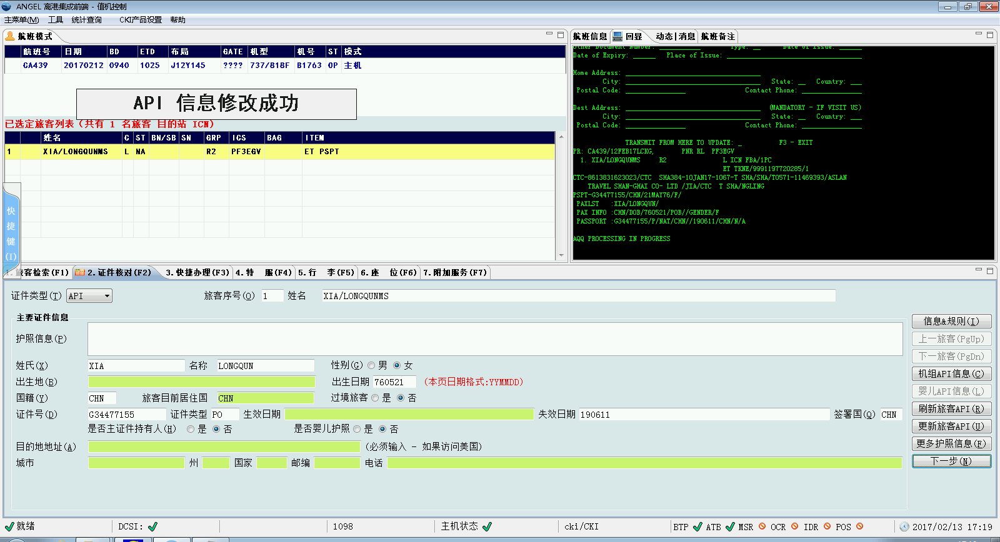 ANGEL 离港集成前端 - 值机控制
主菜单(M) 工具 统计查询 CKI产品设置 帮助
航班模式
航班号 日期 BD ETD 布局 GATE 机型 机号 ST 模式
CA439 20170212 0940 1025 J12Y145 ???? 737/818F B1763 OP 主机
API 信息修改成功
已选定旅客列表(共有 1 名旅客 目的站 ICN)
姓名 C ST BN/SB SN GRP ICS BAG ITEM
1 XIA/LONGQUNMS L NA R2 PF3EGV ET PSPT
快捷键(I)
航班信息 回显 动态|消息 航班备注
Other Document Number: Type: Date of Issue:
Date of Expiry: Place of Issue:
Home Address:
City: State: Country:
Postal Code: Contact Phone:
Dest Address: (MANDATORY - IF VISIT US)
City: State: Country:
Postal Code: Contact Phone:
TRANSMIT FROM HERE TO UPDATE: _ F3 - EXIT
PR: CA439/12FEB17LCKG, PNR RL PF3EGV
1. XIA/LONGQUNMS R2 L ICN FBA/1PC
ET TKNE/9991197720285/1
CTC-8613831623023/CTC SHA384-10JAN17-1067-T SHA/SHA/T0571-11469393/ASLAN
TRAVEL SHAN-GHAI CO- LTD /JIA/CTC T SHA/NGLING
PSPT-G34477155/CHN/21MAY76/F/
PAXLST :XIA/LONGQUN/
PAX INFO :CHN/DOB/760521/POB//GENDER/F
PASSPORT :G34477155/P/NAT/CHN//190611/CHN/N/A
AQQ PROCESSING IN PROGRESS
1.旅客检索(F1) 2.证件核对(F2) 3.快捷办理(F3) 4.特 服(F4) 5.行 李(F5) 6.座 位(F6) 7.附加服务(F7)
证件类型(T) API 旅客序号(O) 1 姓名 XIA/LONGQUNMS
主要证件信息
护照信息(P)
姓氏(X) XIA 名称 LONGQUN 性别(G) 男 女
出生地(B) 出生日期 760521 (本页日期格式:YYMMDD)
国籍(Y) CHN 旅客目前居住国 CHN 过境旅客 是 否
证件号(D) G34477155 证件类型 PO 生效日期 失效日期 190611 签署国(Q) CHN
是否主证件持有人(H) 是 否 是否婴儿护照 是 否
目的地地址(A) (必须输入 - 如果访问美国)
城市 州 国家 邮编 电话
信息&规则(I)
上一旅客(PgUp)
下一旅客(PgDn)
机组API信息(C)
婴儿API信息(L)
刷新旅客API(R)
更新旅客API(U)
更多护照信息(F)
下一步(N)
就绪 DCSI: 1098 主机状态 cki/CKI BTP ATB MSR OCR IDR POS 2017/02/13 17:19